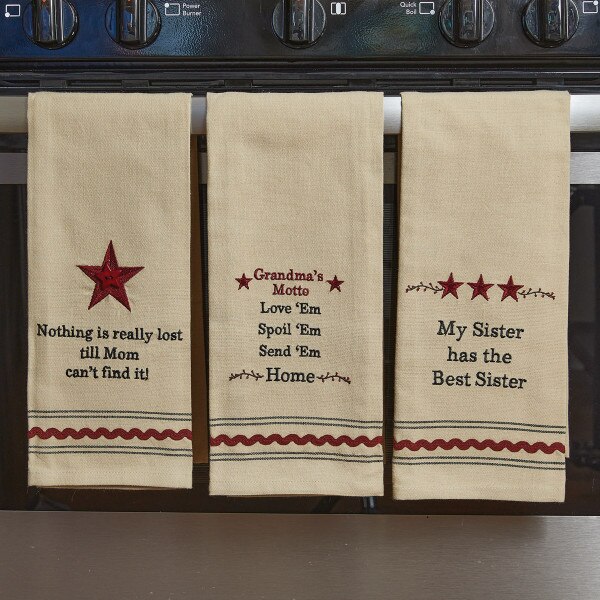 Power
Burner
Quick
Boil
Nothing is really lost
till Mom
can't find it!
Grandma's
Motto
Love 'Em
Spoil 'Em
Send 'Em
Home
My Sister
has the
Best Sister